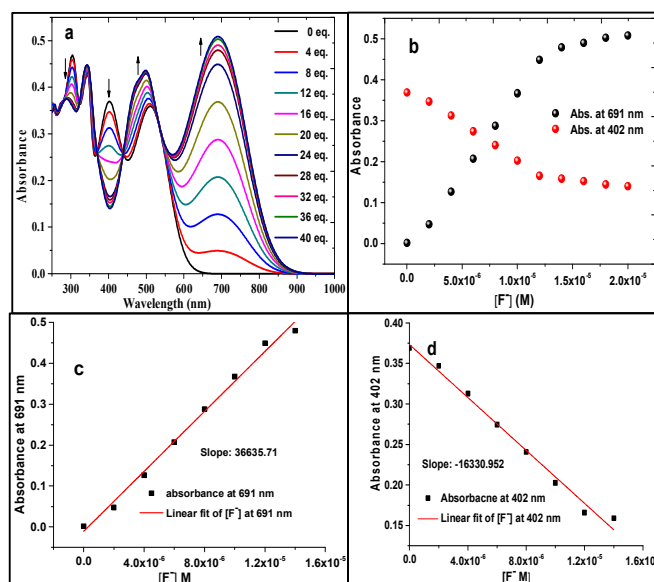 a
Absorbance
0.5
0.4
0.3
0.2
0.1
0.0
300 400 500 600 700 800 900 1000
Wavelength (nm)
0 eq.
4 eq.
8 eq.
12 eq.
16 eq.
20 eq.
24 eq.
28 eq.
32 eq.
36 eq.
40 eq.
b
Absorbance
0.5
0.4
0.3
0.2
0.1
0.0
Abs. at 691 nm
Abs. at 402 nm
0.0 5.0x10⁻⁶ 1.0x10⁻⁵ 1.5x10⁻⁵ 2.0x10⁻⁵
[F⁻] (M)
c
Absorbance at 691 nm
0.5
0.4
0.3
0.2
0.1
0.0
Slope: 36635.71
absorbance at 691 nm
Linear fit of [F⁻] at 691 nm
0.0 4.0x10⁻⁶ 8.0x10⁻⁶ 1.2x10⁻⁵ 1.6x10⁻⁵
[F⁻] M
d
Absorbance at 402 nm
0.40
0.35
0.30
0.25
0.20
0.15
Slope: -16330.952
Absorbacne at 402 nm
Linear fit of [F⁻] at 402 nm
0.0 4.0x10⁻⁶ 8.0x10⁻⁶ 1.2x10⁻⁵ 1.6x10⁻⁵
[F⁻ M]